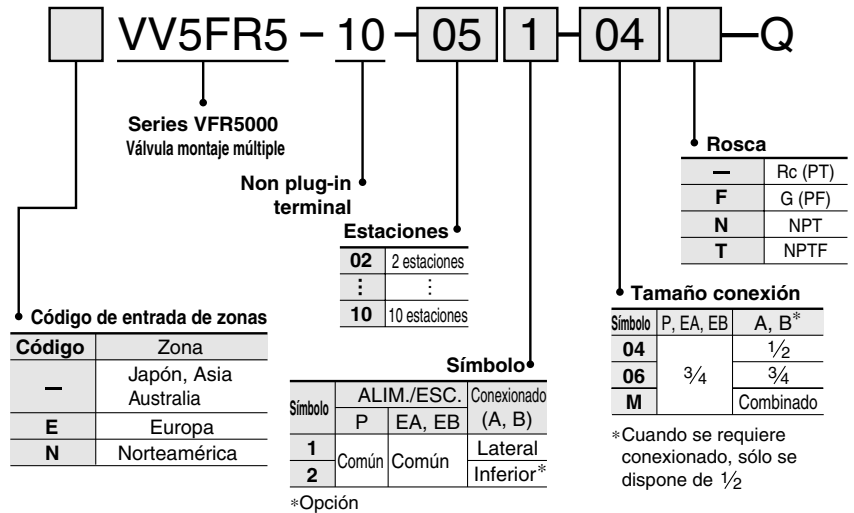 VV5FR5 – 10 – 05 1 – 04 – Q
Series VFR5000
Válvula montaje múltiple
Non plug-in
terminal
Rosca
— Rc (PT)
F G (PF)
N NPT
T NPTF
Estaciones
02 2 estaciones
⋮ ⋮
10 10 estaciones
Tamaño conexión
Símbolo P, EA, EB A, B*
04 3/4 1/2
06 3/4
M Combinado
*Cuando se requiere
conexionado, sólo se
dispone de 1/2
Código de entrada de zonas
Código Zona
— Japón, Asia
Australia
E Europa
N Norteamérica
Símbolo
Símbolo ALIM./ESC. Conexionado
P EA, EB (A, B)
1 Común Común Lateral
2 Inferior*
*Opción